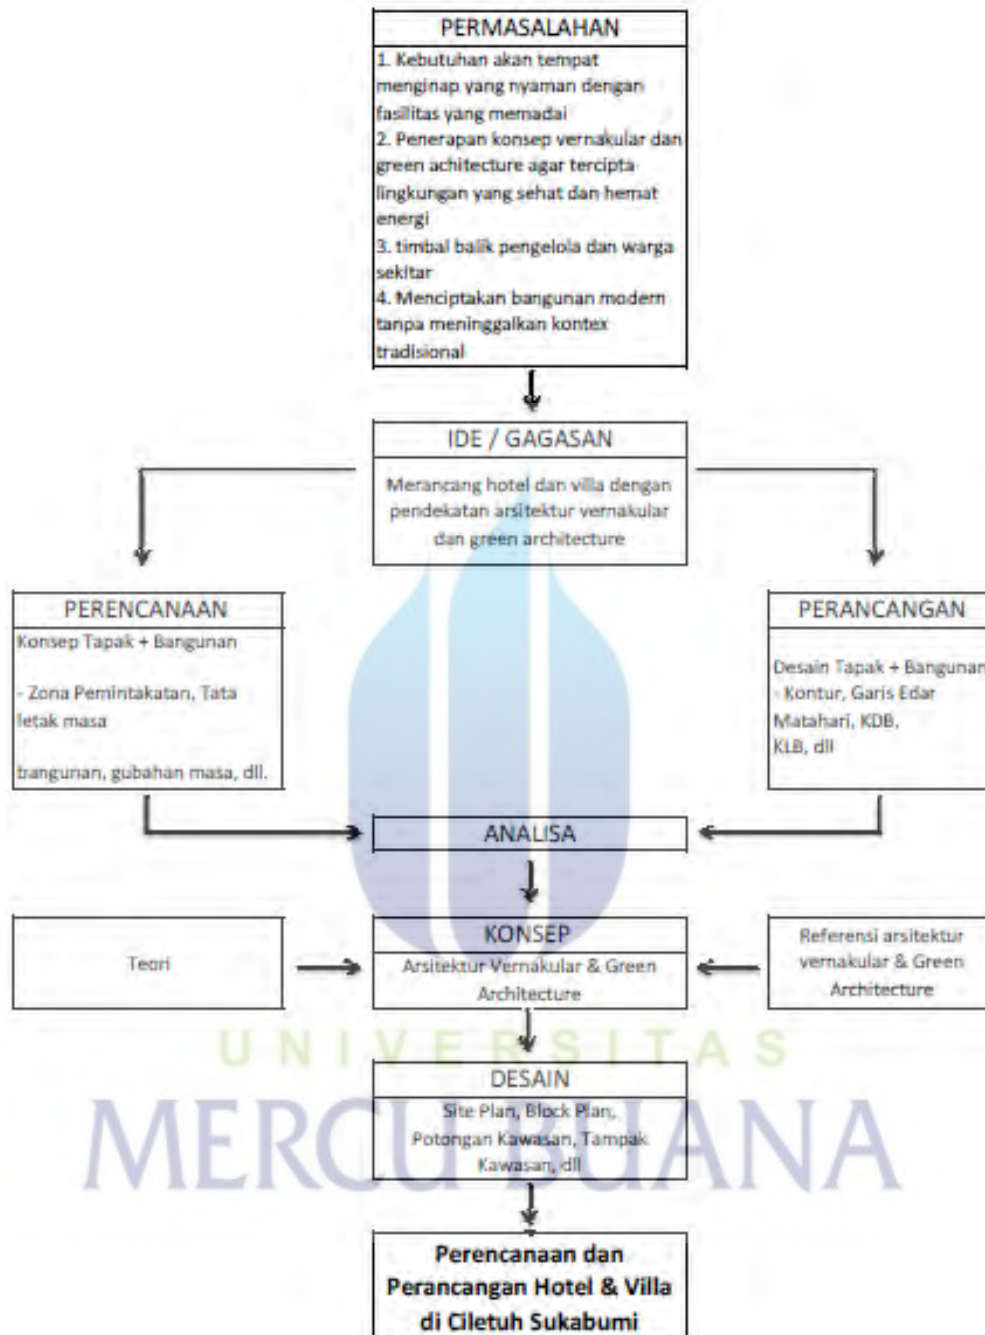 PERMASALAHAN
1. Kebutuhan akan tempat
menginap yang nyaman dengan
fasilitas yang memadai
2. Penerapan konsep vernakular dan
green achitecture agar tercipta
lingkungan yang sehat dan hemat
energi
3. timbal balik pengelola dan warga
sekitar
4. Menciptakan bangunan modern
tanpa meninggalkan kontex
tradisional
IDE / GAGASAN
Merancang hotel dan villa dengan
pendekatan arsitektur vernakular
dan green architecture
PERENCANAAN
Konsep Tapak + Bangunan
- Zona Pemintakatan, Tata
letak masa
bangunan, gubahan masa, dll.
PERANCANGAN
Desain Tapak + Bangunan
- Kontur, Garis Edar
Matahari, KDB,
KLB, dll
ANALISA
Teori
KONSEP
Arsitektur Vernakular & Green
Architecture
Referensi arsitektur
vernakular & Green
Architecture
UNIVERSITAS
MERCU BUANA
DESAIN
Site Plan, Block Plan,
Potongan Kawasan, Tampak
Kawasan, dll
Perencanaan dan
Perancangan Hotel & Villa
di Ciletuh Sukabumi